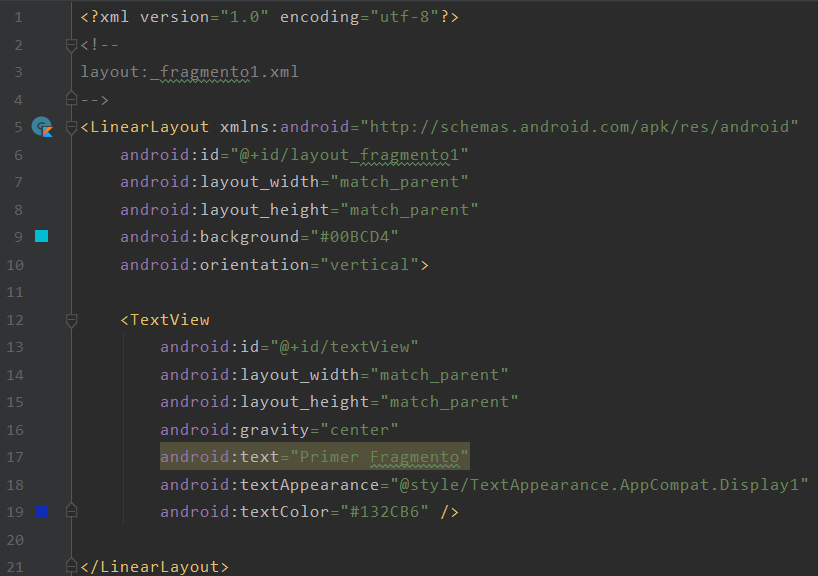 1 <?xml version="1.0" encoding="utf-8"?>
2 <!--
3 layout:_fragmento1.xml
4 -->
5 <LinearLayout xmlns:android="http://schemas.android.com/apk/res/android"
6 android:id="@+id/layout_fragmento1"
7 android:layout_width="match_parent"
8 android:layout_height="match_parent"
9 android:background="#00BCD4"
10 android:orientation="vertical">
11
12 <TextView
13 android:id="@+id/textView"
14 android:layout_width="match_parent"
15 android:layout_height="match_parent"
16 android:gravity="center"
17 android:text="Primer Fragmento"
18 android:textAppearance="@style/TextAppearance.AppCompat.Display1"
19 android:textColor="#132CB6" />
20
21 </LinearLayout>